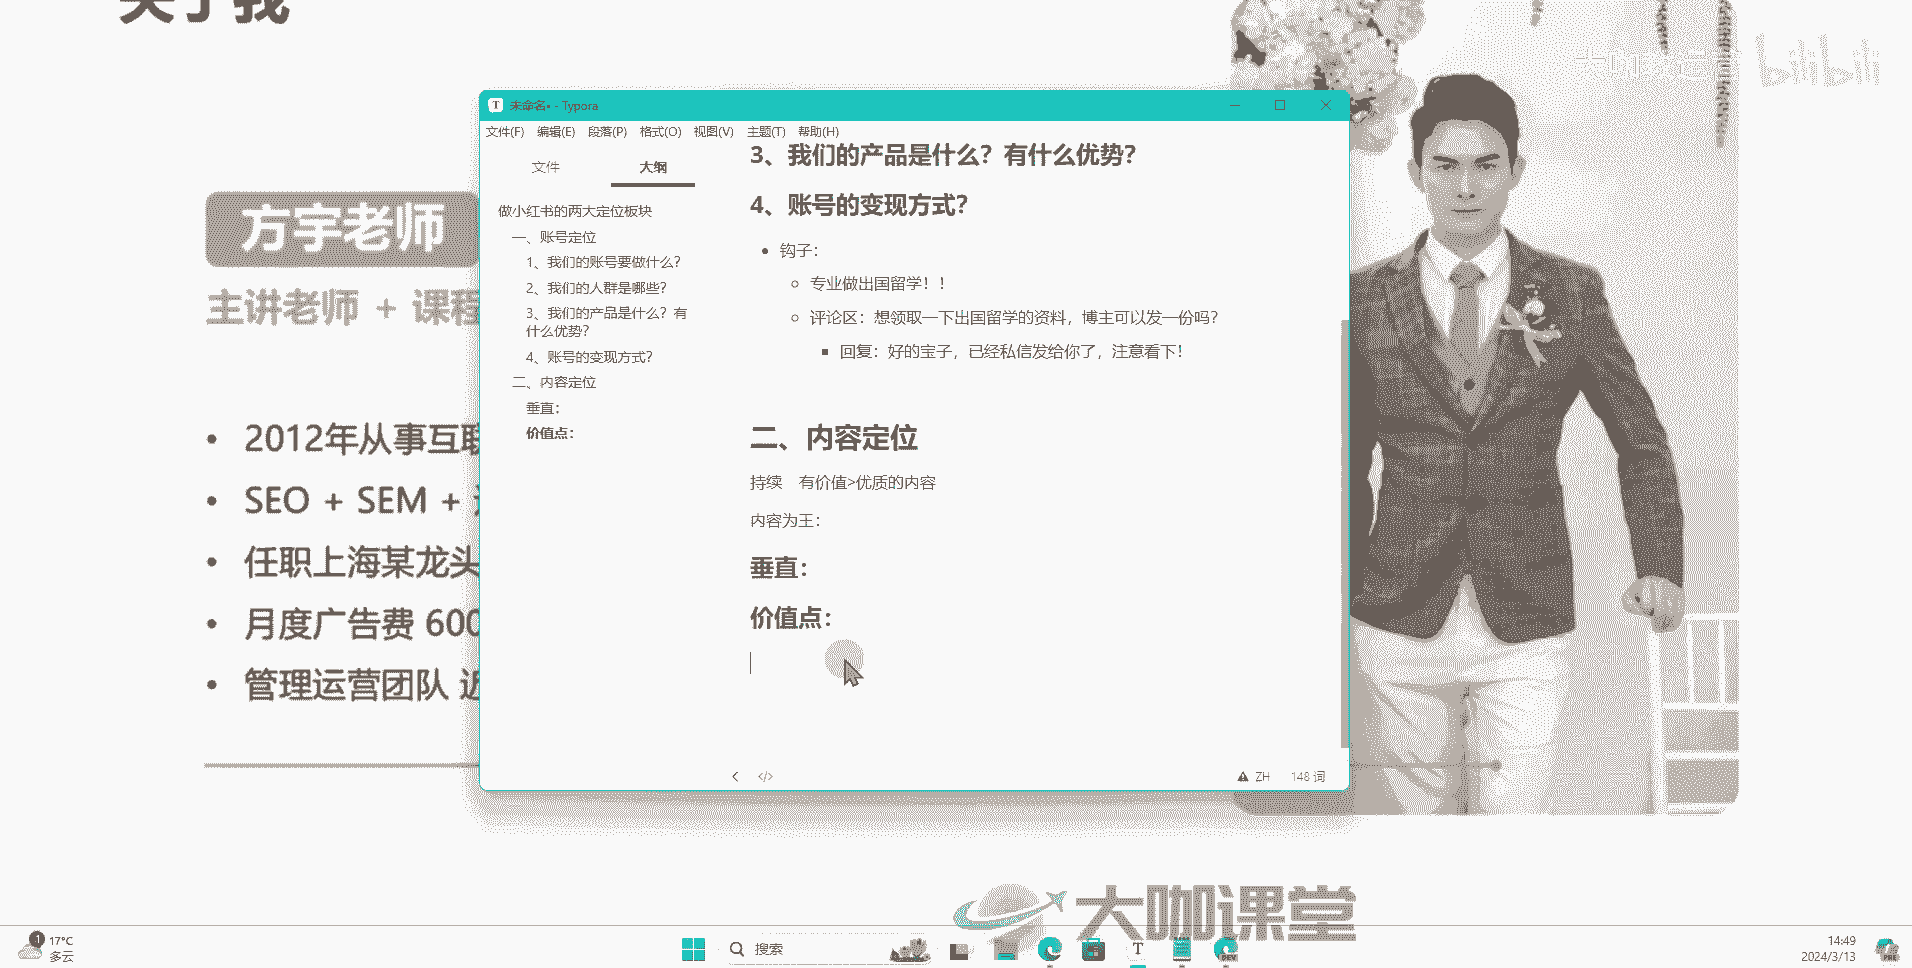 关于我
bilibili
方宇老师
主讲老师 + 课程
2012年从事互联
SEO + SEM +
任职上海某龙头
月度广告费 600
管理运营团队 近
未命名• - Typora
文件(F) 编辑(E) 段落(P) 格式(O) 视图(V) 主题(T) 帮助(H)
文件 大纲
做小红书的两大定位板块
一、账号定位
1、我们的账号要做什么？
2、我们的人群是哪些？
3、我们的产品是什么？有
什么优势？
4、账号的变现方式？
二、内容定位
垂直：
价值点：
3、我们的产品是什么？有什么优势？
4、账号的变现方式？
钩子：
专业做出国留学！！
评论区：想领取一下出国留学的资料，博主可以发一份吗？
回复：好的宝子，已经私信发给你了，注意看下！
二、内容定位
持续 有价值>优质的内容
内容为王：
垂直：
价值点：
</> ZH 148 词
大咖课堂
1 17°C
多云
搜索
T
DEV
14:49
2024/3/13
PRE